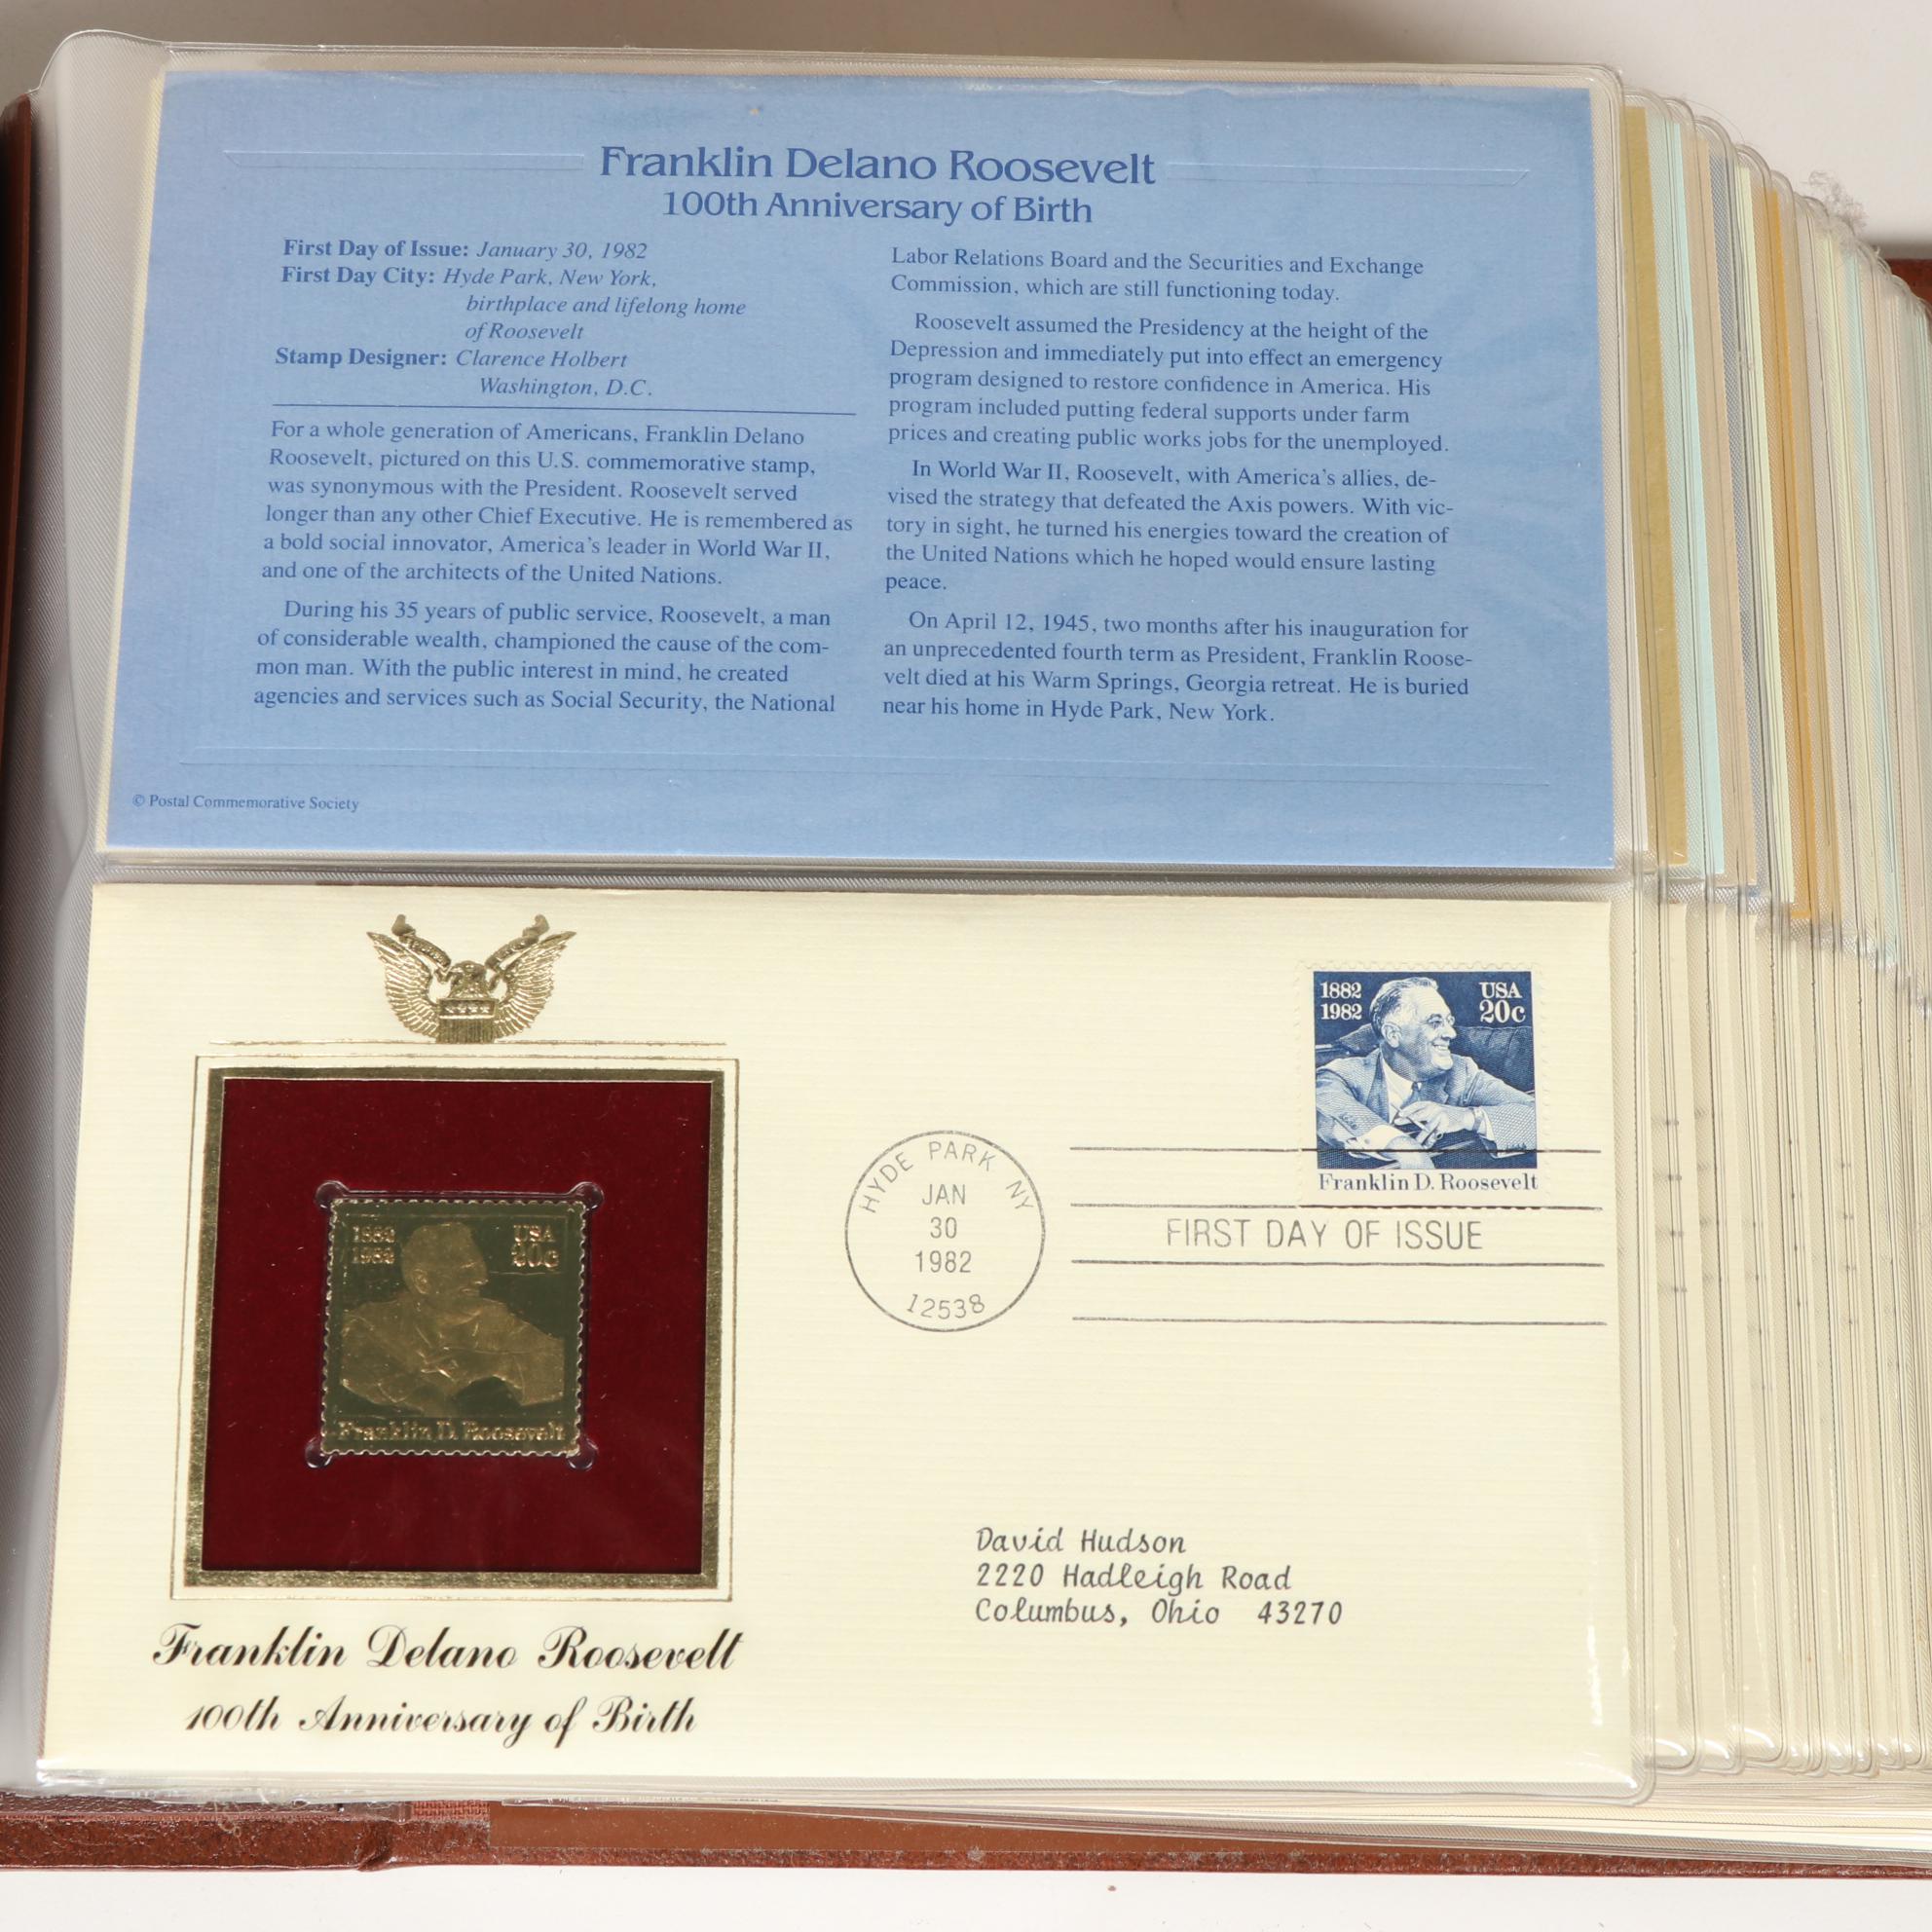 Franklin Delano Roosevelt
100th Anniversary of Birth
First Day of Issue: January 30, 1982
First Day City: Hyde Park, New York,
birthplace and lifelong home
of Roosevelt
Stamp Designer: Clarence Holbert
Washington, D.C.
For a whole generation of Americans, Franklin Delano
Roosevelt, pictured on this U.S. commemorative stamp,
was synonymous with the President. Roosevelt served
longer than any other Chief Executive. He is remembered as
a bold social innovator, America's leader in World War II,
and one of the architects of the United Nations.
During his 35 years of public service, Roosevelt, a man
of considerable wealth, championed the cause of the com-
mon man. With the public interest in mind, he created
agencies and services such as Social Security, the National
Labor Relations Board and the Securities and Exchange
Commission, which are still functioning today.
Roosevelt assumed the Presidency at the height of the
Depression and immediately put into effect an emergency
program designed to restore confidence in America. His
program included putting federal supports under farm
prices and creating public works jobs for the unemployed.
In World War II, Roosevelt, with America's allies, de-
vised the strategy that defeated the Axis powers. With vic-
tory in sight, he turned his energies toward the creation of
the United Nations which he hoped would ensure lasting
peace.
On April 12, 1945, two months after his inauguration for
an unprecedented fourth term as President, Franklin Roose-
velt died at his Warm Springs, Georgia retreat. He is buried
near his home in Hyde Park, New York.
© Postal Commemorative Society
1882
1982
USA
20c
Franklin D. Roosevelt
HYDE PARK NY
JAN
30
1982
12538
FIRST DAY OF ISSUE
1882
1982
USA
20c
Franklin D. Roosevelt
David Hudson
2220 Hadleigh Road
Columbus, Ohio 43270
Franklin Delano Roosevelt
100th Anniversary of Birth